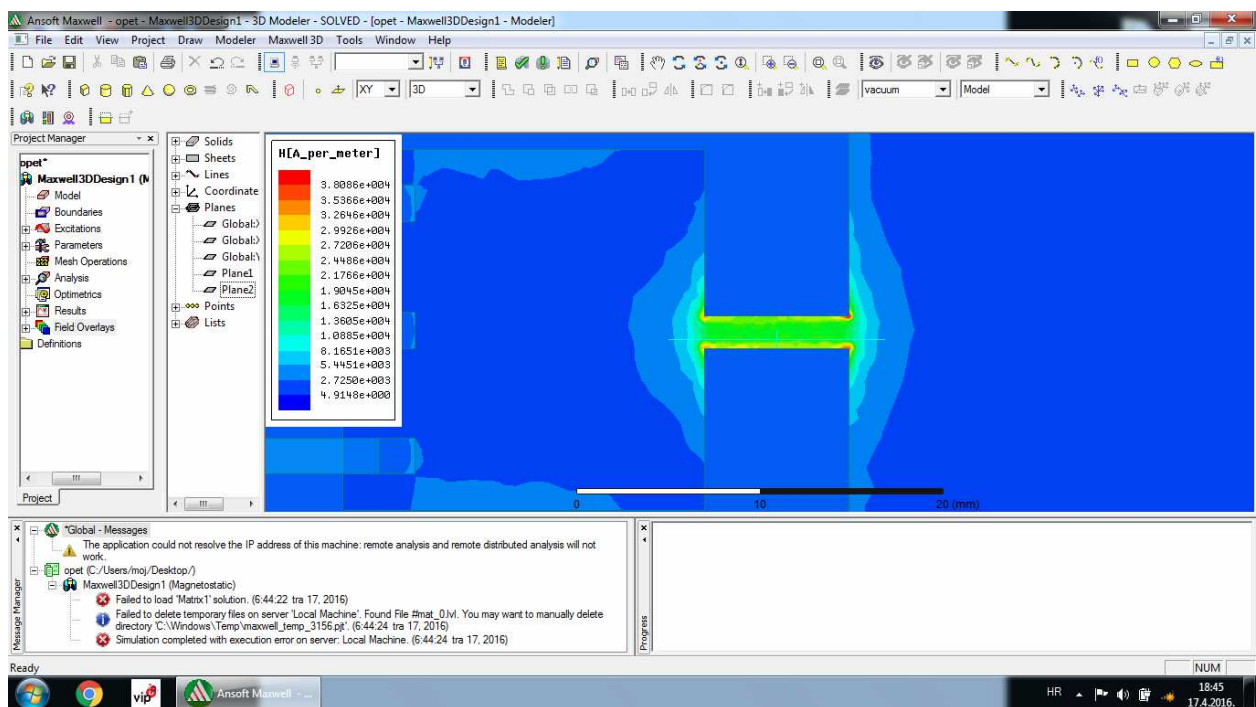 Ansoft Maxwell - opet - Maxwell3DDesign1 - 3D Modeler - SOLVED - [opet - Maxwell3DDesign1 - Modeler]
File Edit View Project Draw Modeler Maxwell 3D Tools Window Help
XY 3D vacuum Model
Project Manager
opet*
Maxwell3DDesign1 (M
Model
Boundaries
Excitations
Parameters
Mesh Operations
Analysis
Optimetrics
Results
Field Overlays
Definitions
Project
Solids
Sheets
Lines
Coordinate
Planes
Global:
Global:
Global:
Plane1
Plane2
Points
Lists
H[A_per_meter]
3.8086e+004
3.5366e+004
3.2646e+004
2.9926e+004
2.7206e+004
2.4486e+004
2.1766e+004
1.9045e+004
1.6325e+004
1.3605e+004
1.0885e+004
8.1651e+003
5.4451e+003
2.7250e+003
4.9148e+000
0 10 20 (mm)
Message Manager
*Global - Messages
The application could not resolve the IP address of this machine: remote analysis and remote distributed analysis will not
work.
opet (C:/Users/moj/Desktop/)
Maxwell3DDesign1 (Magnetostatic)
Failed to load 'Matrix1' solution. (6:44:22 tra 17, 2016)
Failed to delete temporary files on server 'Local Machine'. Found File #mat_0.lvl. You may want to manually delete
directory 'C:\Windows\Temp\maxwell_temp_3156.pjt'. (6:44:24 tra 17, 2016)
Simulation completed with execution error on server: Local Machine. (6:44:24 tra 17, 2016)
Progress
Ready
NUM
vip
Ansoft Maxwell - ...
HR
18:45
17.4.2016.